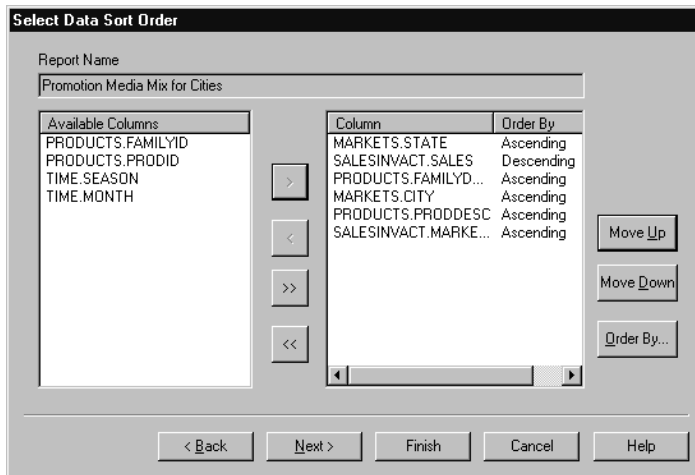 Select Data Sort Order
Report Name
Promotion Media Mix for Cities
Available Columns
PRODUCTS.FAMILYID
PRODUCTS.PRODID
TIME.SEASON
TIME.MONTH
>
<
>>
<<
Column Order By
MARKETS.STATE Ascending
SALESINVACT.SALES Descending
PRODUCTS.FAMILYD... Ascending
MARKETS.CITY Ascending
PRODUCTS.PRODDESC Ascending
SALESINVACT.MARKE... Ascending
Move Up
Move Down
Order By...
< Back Next > Finish Cancel Help